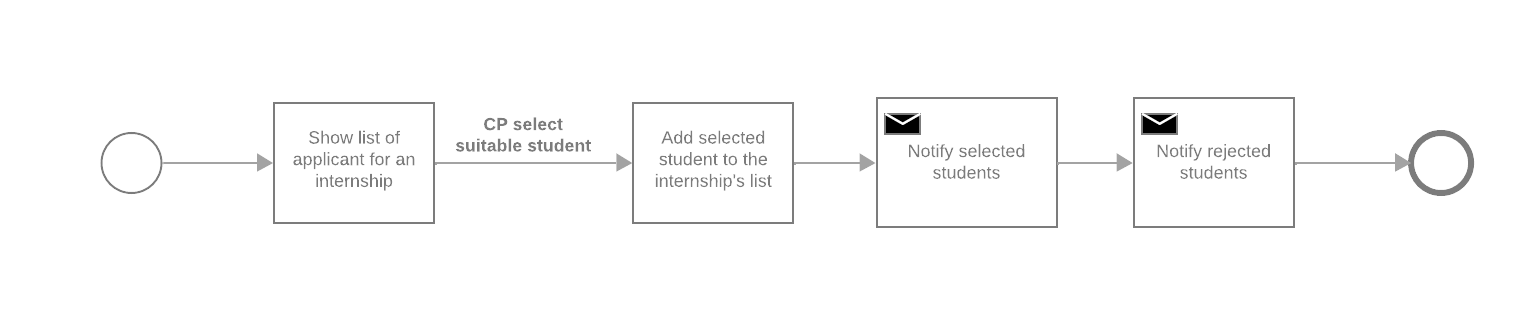 Show list of
applicant for an
internship
CP select
suitable student
Add selected
student to the
internship's list
Notify selected
students
Notify rejected
students